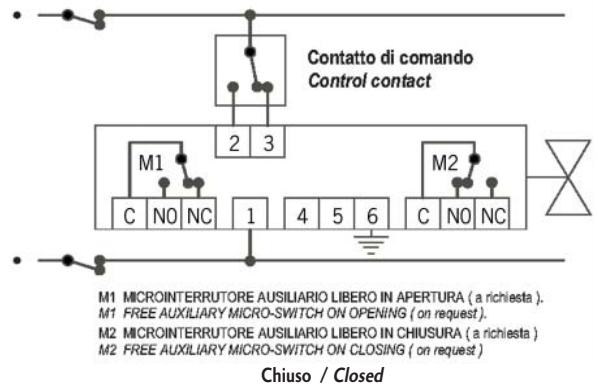 Contatto di comando
Control contact
2 3
M1
M2
C NO NC 1 4 5 6 C NO NC
M1 MICROINTERRUTORE AUSILIARIO LIBERO IN APERTURA ( a richiesta ).
M1 FREE AUXILIARY MICRO-SWITCH ON OPENING ( on request ).
M2 MICROINTERRUTORE AUSILIARIO LIBERO IN CHIUSURA ( a richiesta )
M2 FREE AUXILIARY MICRO-SWITCH ON CLOSING ( on request )
Chiuso / Closed